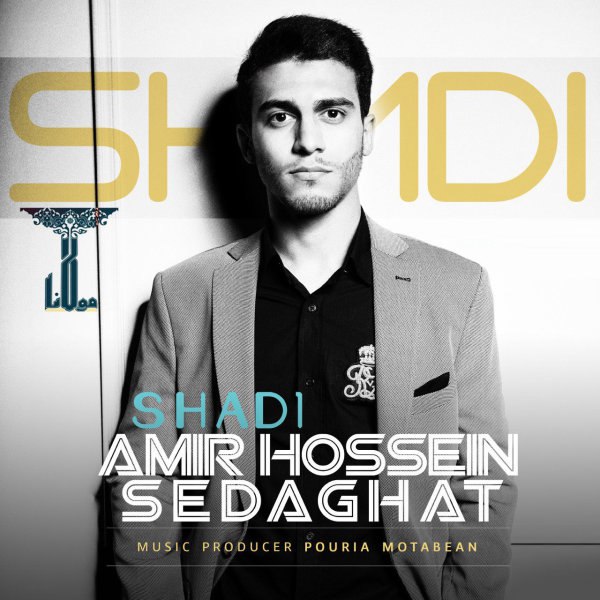 SHADI
مولانا
SHADI
AMIR HOSSEIN
SEDAGHAT
MUSIC PRODUCER POURIA MOTABEAN